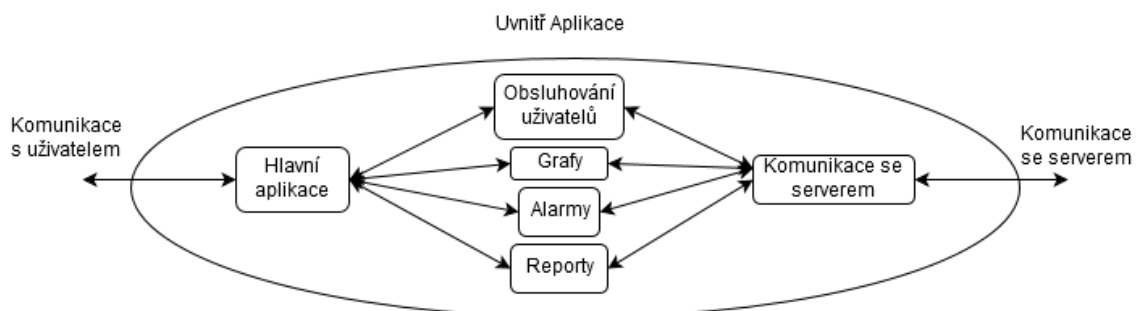 Uvnitř Aplikace
Komunikace
s uživatelem
Hlavní
aplikace
Obsluhování
uživatelů
Grafy
Alarmy
Reporty
Komunikace se
serverem
Komunikace
se serverem